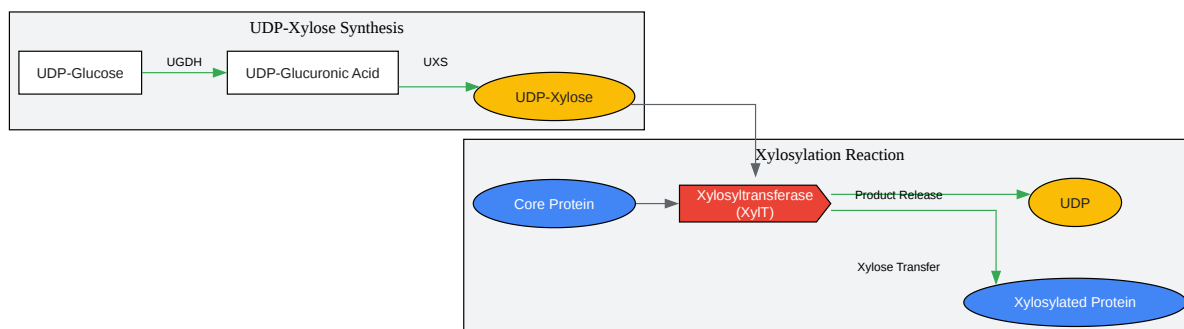 UDP-Xylose Synthesis
UDP-Glucose
UGDH
UDP-Glucuronic Acid
UXS
UDP-Xylose
Xylosylation Reaction
Core Protein
Xylosyltransferase
(XylT)
Product Release
UDP
Xylose Transfer
Xylosylated Protein